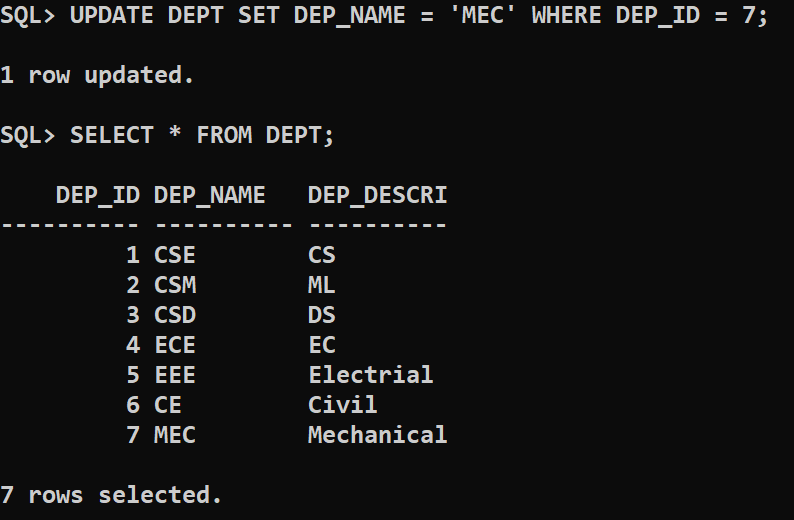 SQL> UPDATE DEPT SET DEP_NAME = 'MEC' WHERE DEP_ID = 7;
1 row updated.
SQL> SELECT * FROM DEPT;
    DEP_ID DEP_NAME   DEP_DESCRI
---------- ---------- ----------
         1 CSE        CS
         2 CSM        ML
         3 CSD        DS
         4 ECE        EC
         5 EEE        Electrial
         6 CE         Civil
         7 MEC        Mechanical
7 rows selected.